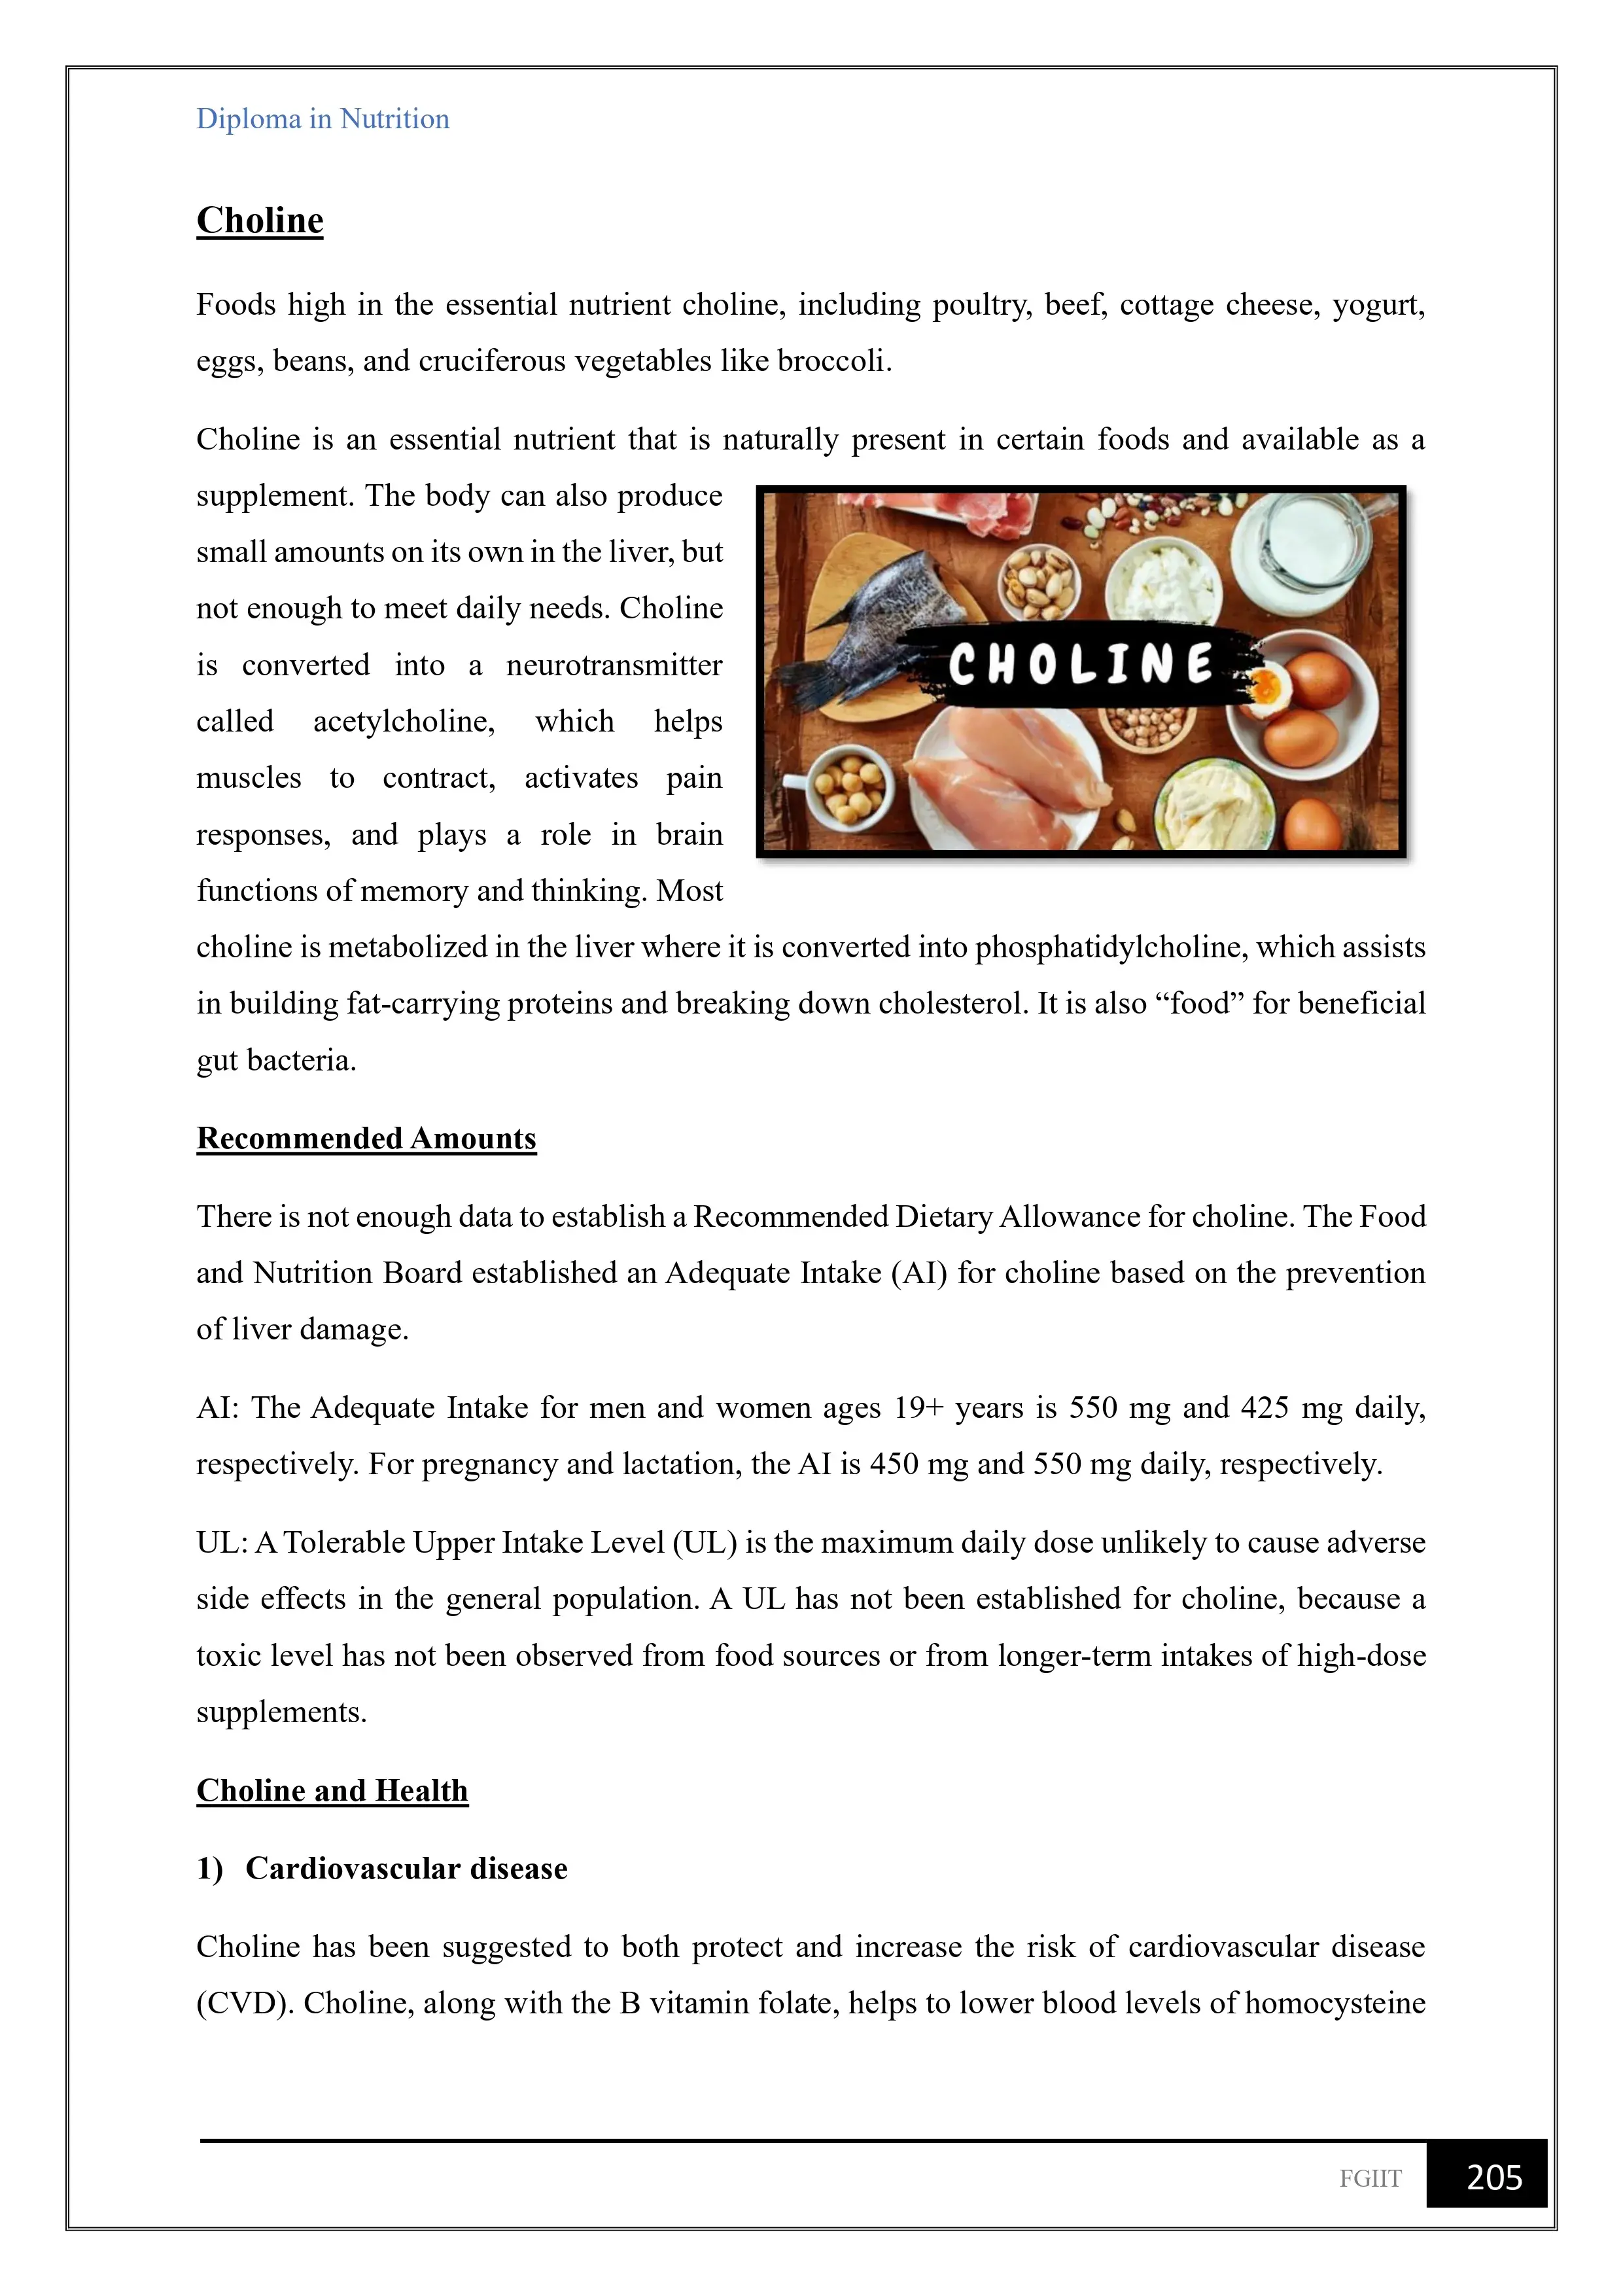 Diploma in Nutrition
Choline
Foods high in the essential nutrient choline, including poultry, beef, cottage cheese, yogurt,
eggs, beans, and cruciferous vegetables like broccoli.
Choline is an essential nutrient that is naturally present in certain foods and available as a
supplement. The body can also produce
small amounts on its own in the liver, but
not enough to meet daily needs. Choline
is converted into a neurotransmitter
called acetylcholine, which helps
muscles to contract, activates pain
responses, and plays a role in brain
functions of memory and thinking. Most
CHOLINE
choline is metabolized in the liver where it is converted into phosphatidylcholine, which assists
in building fat-carrying proteins and breaking down cholesterol. It is also “food” for beneficial
gut bacteria.
Recommended Amounts
There is not enough data to establish a Recommended Dietary Allowance for choline. The Food
and Nutrition Board established an Adequate Intake (AI) for choline based on the prevention
of liver damage.
AI: The Adequate Intake for men and women ages 19+ years is 550 mg and 425 mg daily,
respectively. For pregnancy and lactation, the AI is 450 mg and 550 mg daily, respectively.
UL: A Tolerable Upper Intake Level (UL) is the maximum daily dose unlikely to cause adverse
side effects in the general population. A UL has not been established for choline, because a
toxic level has not been observed from food sources or from longer-term intakes of high-dose
supplements.
Choline and Health
1) Cardiovascular disease
Choline has been suggested to both protect and increase the risk of cardiovascular disease
(CVD). Choline, along with the B vitamin folate, helps to lower blood levels of homocysteine
FGIIT 205